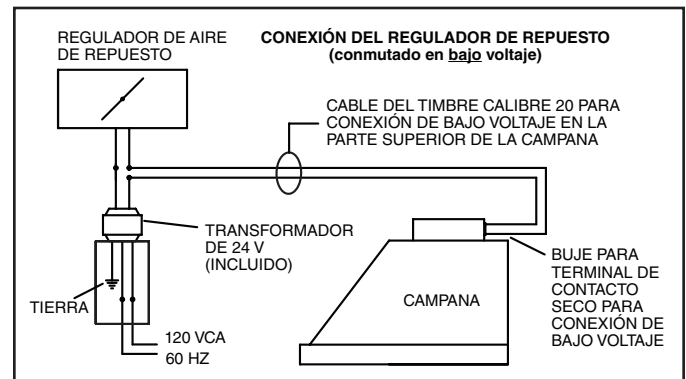 REGULADOR DE AIRE
DE REPUESTO
CONEXIÓN DEL REGULADOR DE REPUESTO
(conmutado en bajo voltaje)
CABLE DEL TIMBRE CALIBRE 20 PARA
CONEXIÓN DE BAJO VOLTAJE EN LA
PARTE SUPERIOR DE LA CAMPANA
TRANSFORMADOR
DE 24 V
(INCLUIDO)
TIERRA
120 VCA
60 HZ
CAMPANA
BUJE PARA
TERMINAL DE
CONTACTO
SECO PARA
CONEXIÓN DE
BAJO VOLTAJE